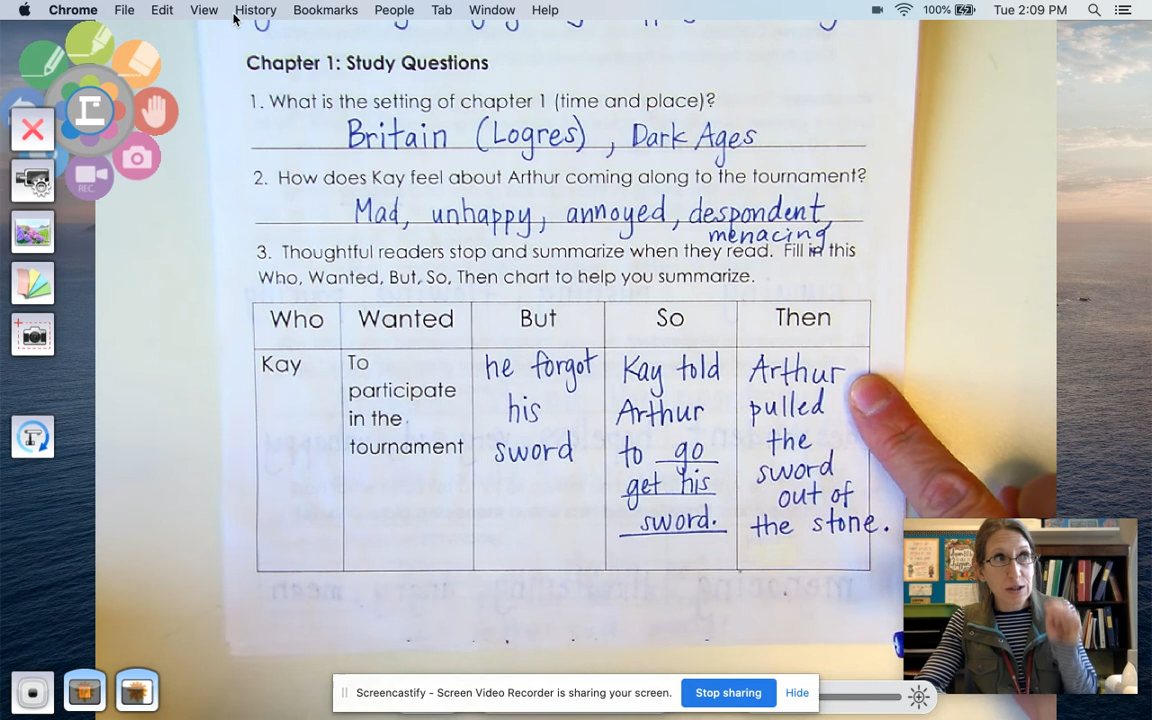 Chrome File Edit View History Bookmarks People Tab Window Help 100% Tue 2:09 PM
Chapter 1: Study Questions
1. What is the setting of chapter 1 (time and place)?
Britain (Logres), Dark Ages
2. How does Kay feel about Arthur coming along to the tournament?
Mad, unhappy, annoyed, despondent,
menacing
3. Thoughtful readers stop and summarize when they read. Fill in this
Who, Wanted, But, So, Then chart to help you summarize.
Who Wanted But So Then
Kay
To
participate
in the
tournament
he forgot
his
sword
Kay told
Arthur
to go
get his
sword.
Arthur
pulled
the
sword
out of
the stone.
REC
Screencastify - Screen Video Recorder is sharing your screen. Stop sharing Hide